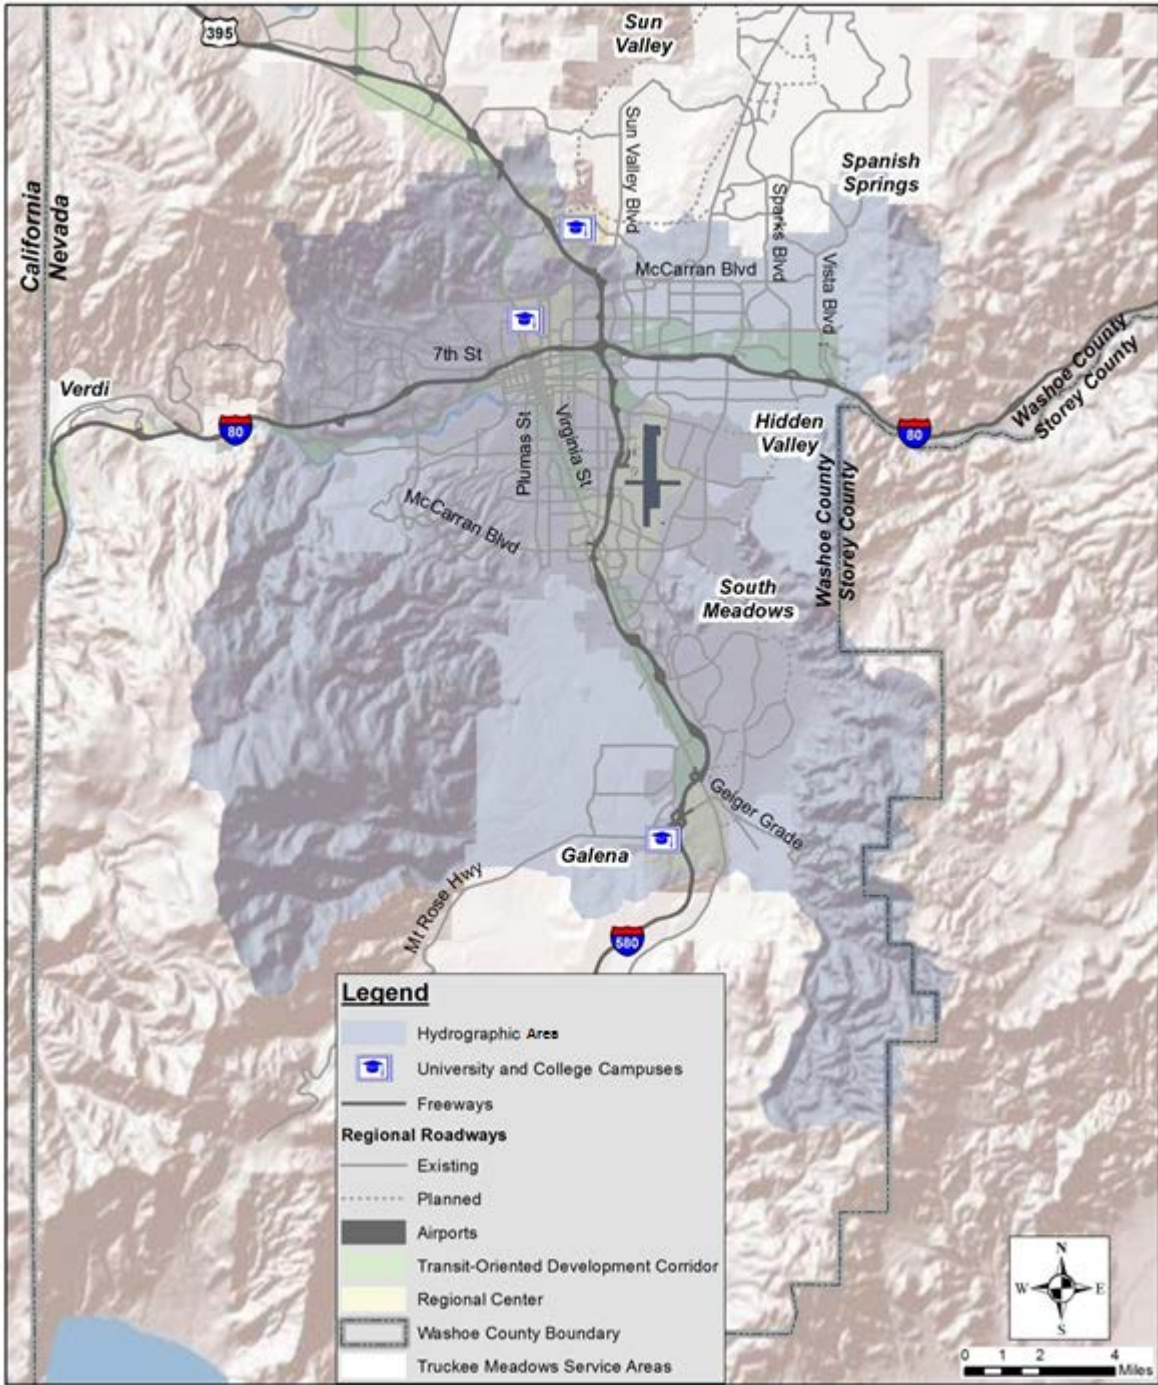 395
Sun
Valley
Sun Valley Blvd
Spanish
Springs
Sparks Blvd
California
Nevada
McCarran Blvd
Vista Blvd
7th St
Verdi
80
Washoe County
Storey County
Hidden
Valley
80
Plumas St
Virginia St
McCarran Blvd
Washoe County
Storey County
South
Meadows
Geiger Grade
Galena
Mt Rose Hwy
580
Legend
Hydrographic Area
University and College Campuses
Freeways
Regional Roadways
Existing
Planned
Airports
Transit-Oriented Development Corridor
Regional Center
Washoe County Boundary
Truckee Meadows Service Areas
N
W E
S
0 1 2 4
Miles